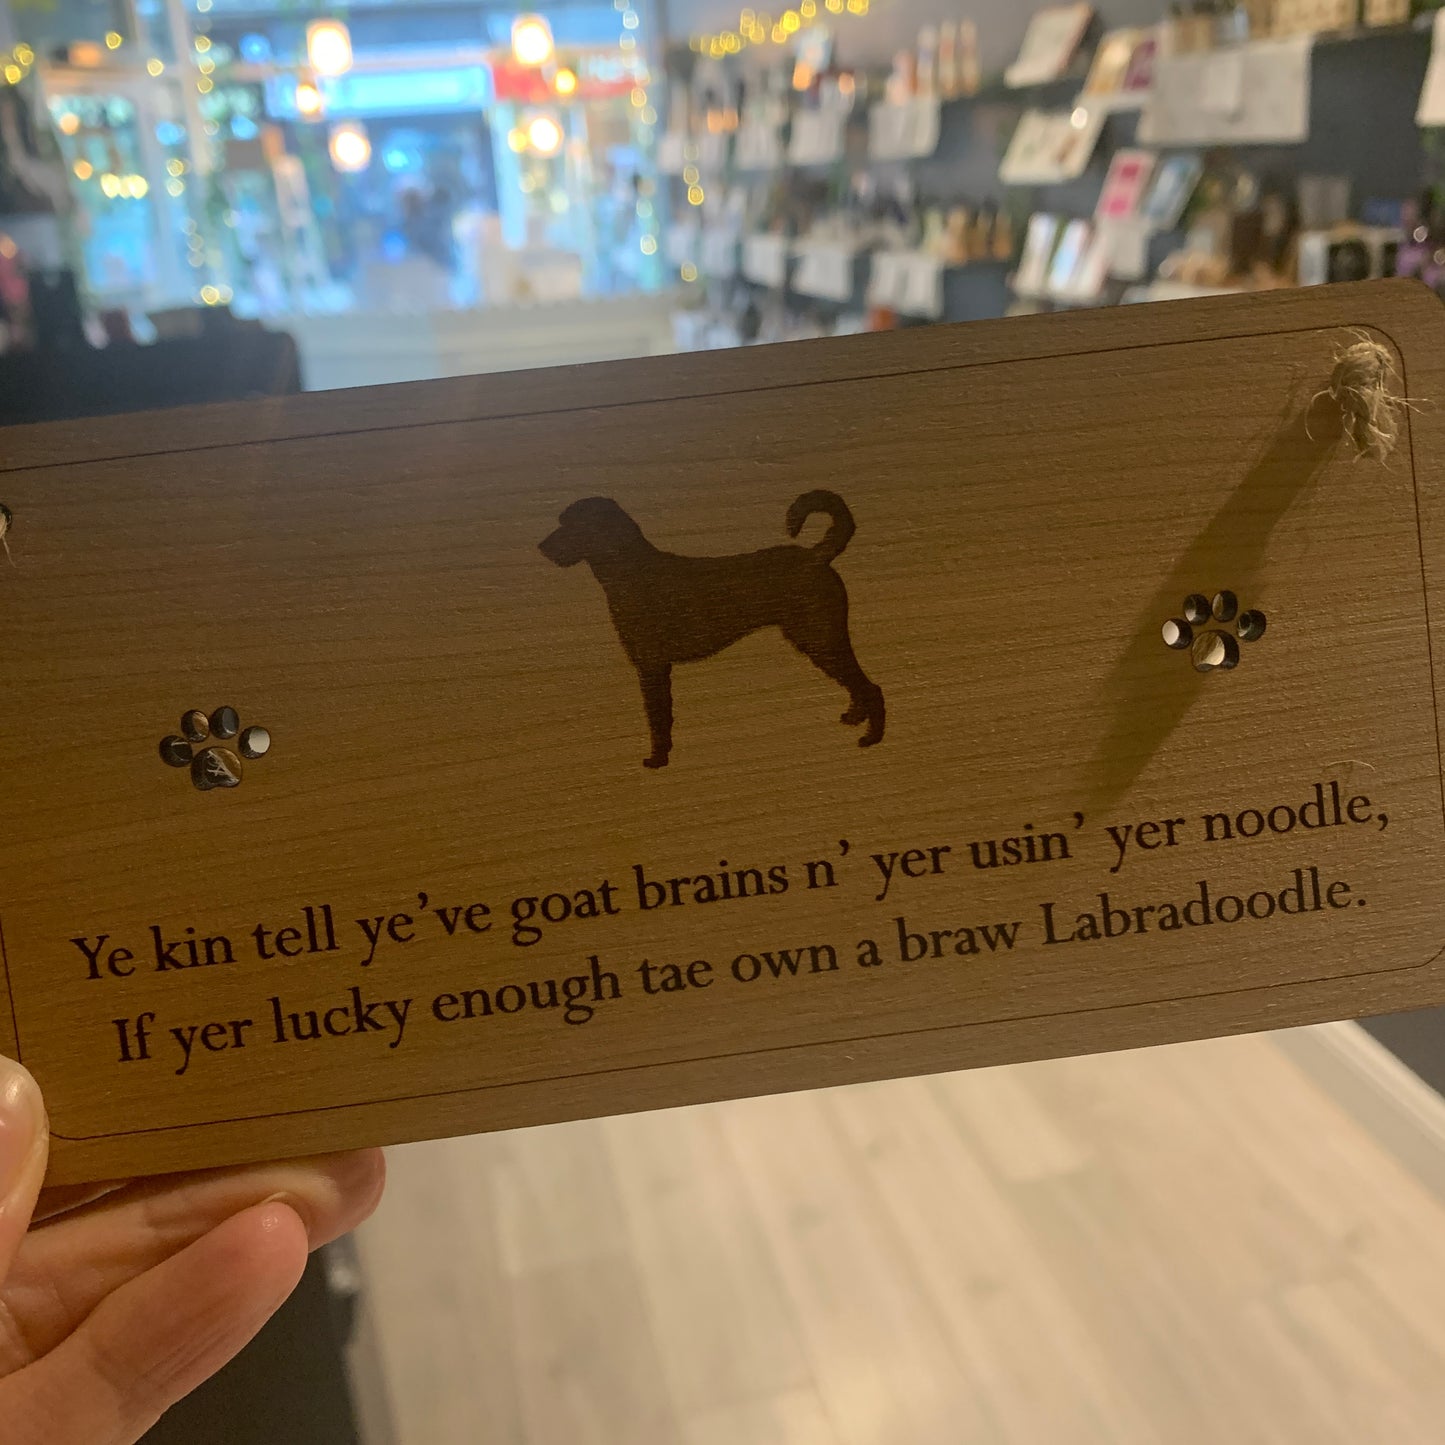 Ye kin tell ye’ve goat brains n’ yer usin’ yer noodle,
If yer lucky enough tae own a braw Labradoodle.